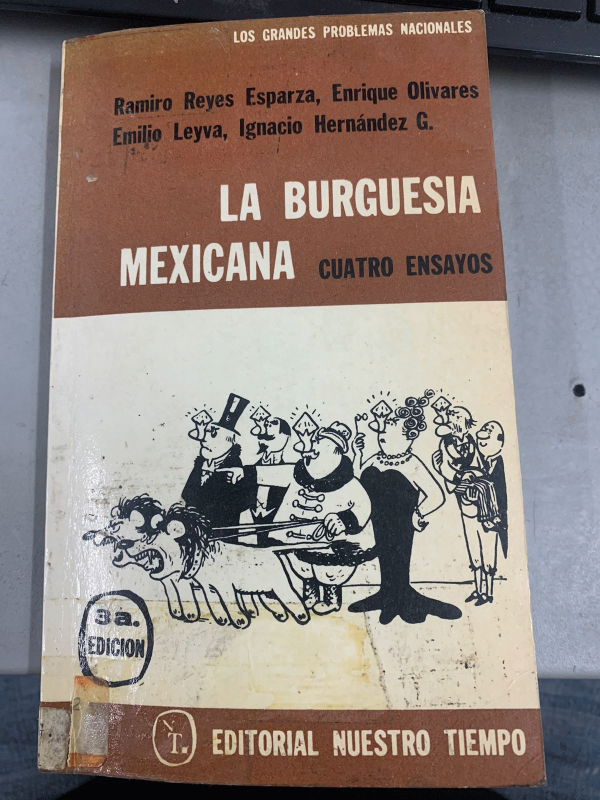 LOS GRANDES PROBLEMAS NACIONALES
Ramiro Reyes Esparza, Enrique Olivares
Emilio Leyva, Ignacio Hernández G.
LA BURGUESIA
MEXICANA CUATRO ENSAYOS
3a.
EDICION
N
T.
EDITORIAL NUESTRO TIEMPO